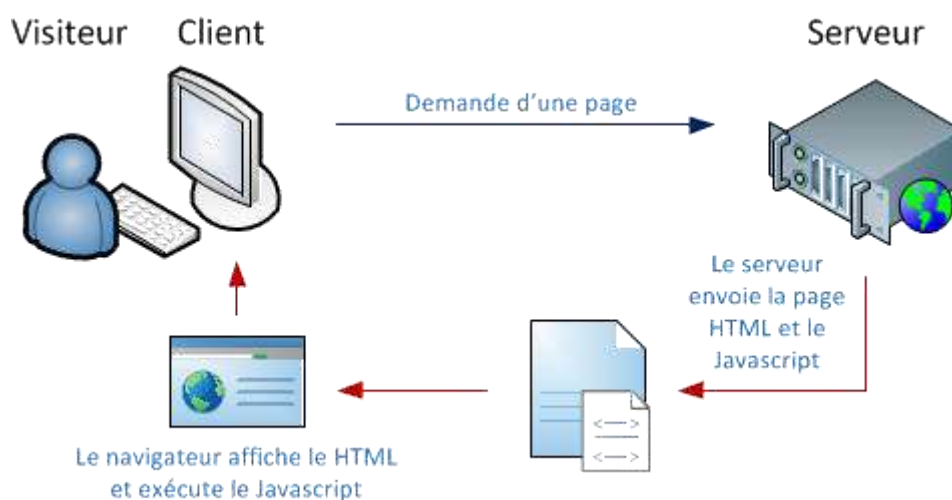 Visiteur Client
Serveur
Demande d'une page
Le serveur
envoie la page
HTML et le
Javascript
<—>
<—>
Le navigateur affiche le HTML
et exécute le Javascript